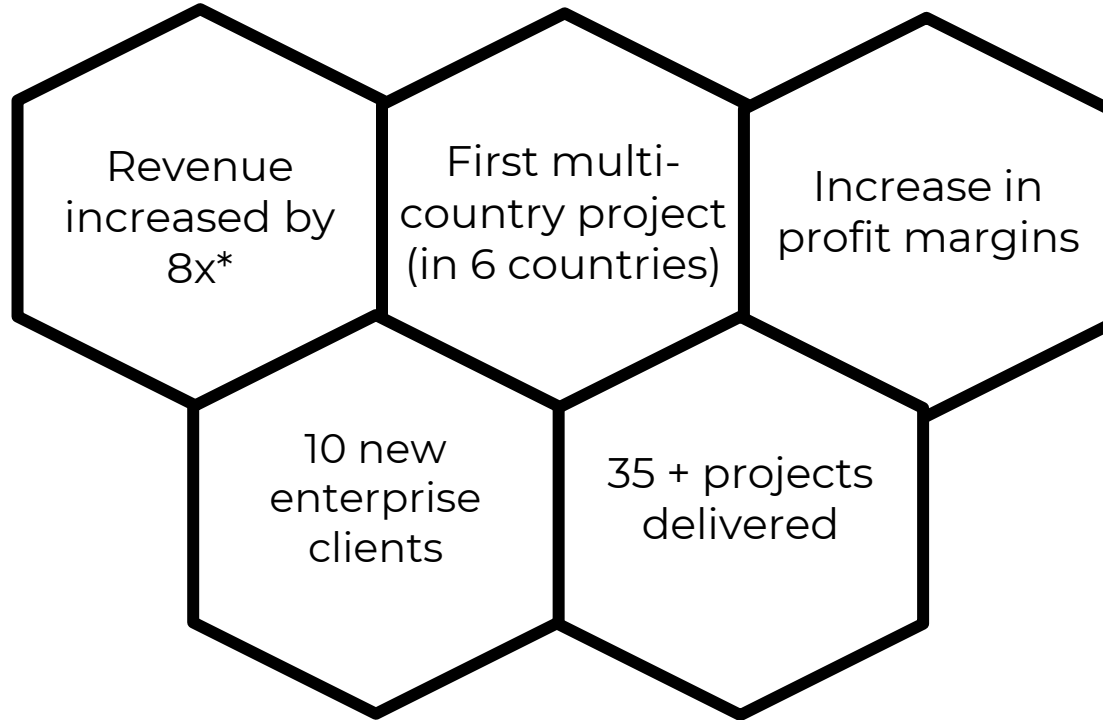 Revenue
increased by
8x*
First multi-
country project
(in 6 countries)
Increase in
profit margins
10 new
enterprise
clients
35 + projects
delivered